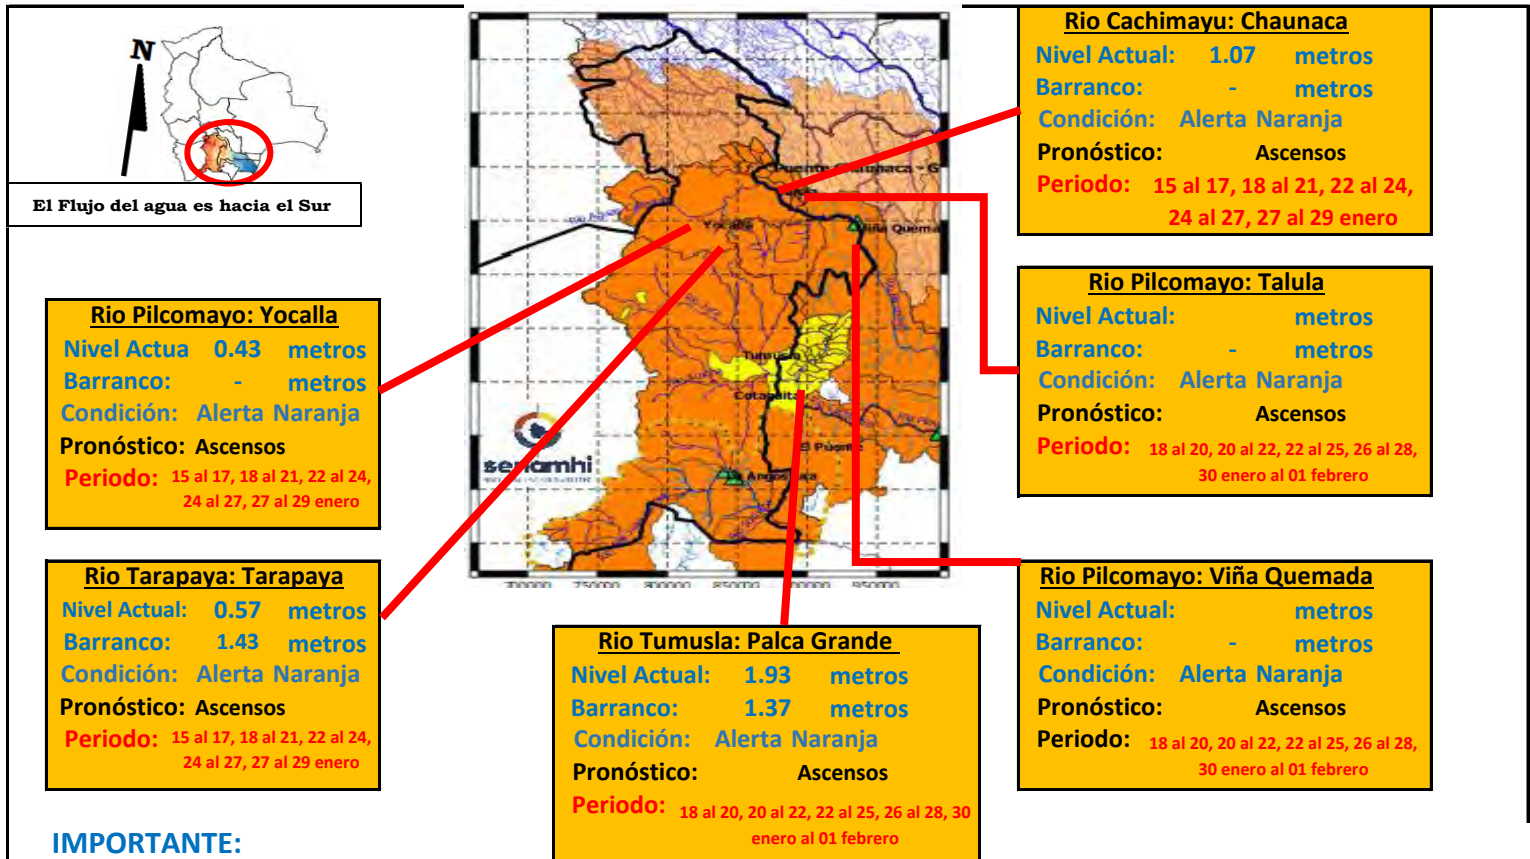 N
El Flujo del agua es hacia el Sur
Rio Pilcomayo: Yocalla
Nivel Actua 0.43 metros
Barranco: - metros
Condición: Alerta Naranja
Pronóstico: Ascensos
Periodo: 15 al 17, 18 al 21, 22 al 24,
24 al 27, 27 al 29 enero
Rio Tarapaya: Tarapaya
Nivel Actual: 0.57 metros
Barranco: 1.43 metros
Condición: Alerta Naranja
Pronóstico: Ascensos
Periodo: 15 al 17, 18 al 21, 22 al 24,
24 al 27, 27 al 29 enero
IMPORTANTE:
Yocalla
Viña Quema
Tumusla
Cotagaita
El Puente
Angostura
senamhi
750000 800000 850000 950000
Rio Tumusla: Palca Grande
Nivel Actual: 1.93 metros
Barranco: 1.37 metros
Condición: Alerta Naranja
Pronóstico: Ascensos
Periodo: 18 al 20, 20 al 22, 22 al 25, 26 al 28, 30
enero al 01 febrero
Rio Cachimayu: Chaunaca
Nivel Actual: 1.07 metros
Barranco: - metros
Condición: Alerta Naranja
Pronóstico: Ascensos
Periodo: 15 al 17, 18 al 21, 22 al 24,
24 al 27, 27 al 29 enero
Rio Pilcomayo: Talula
Nivel Actual: metros
Barranco: - metros
Condición: Alerta Naranja
Pronóstico: Ascensos
Periodo: 18 al 20, 20 al 22, 22 al 25, 26 al 28,
30 enero al 01 febrero
Rio Pilcomayo: Viña Quemada
Nivel Actual: metros
Barranco: - metros
Condición: Alerta Naranja
Pronóstico: Ascensos
Periodo: 18 al 20, 20 al 22, 22 al 25, 26 al 28,
30 enero al 01 febrero